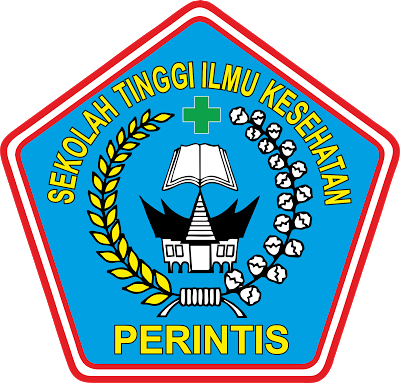 SEKOLAH TINGGI ILMU KESEHATAN
PERINTIS